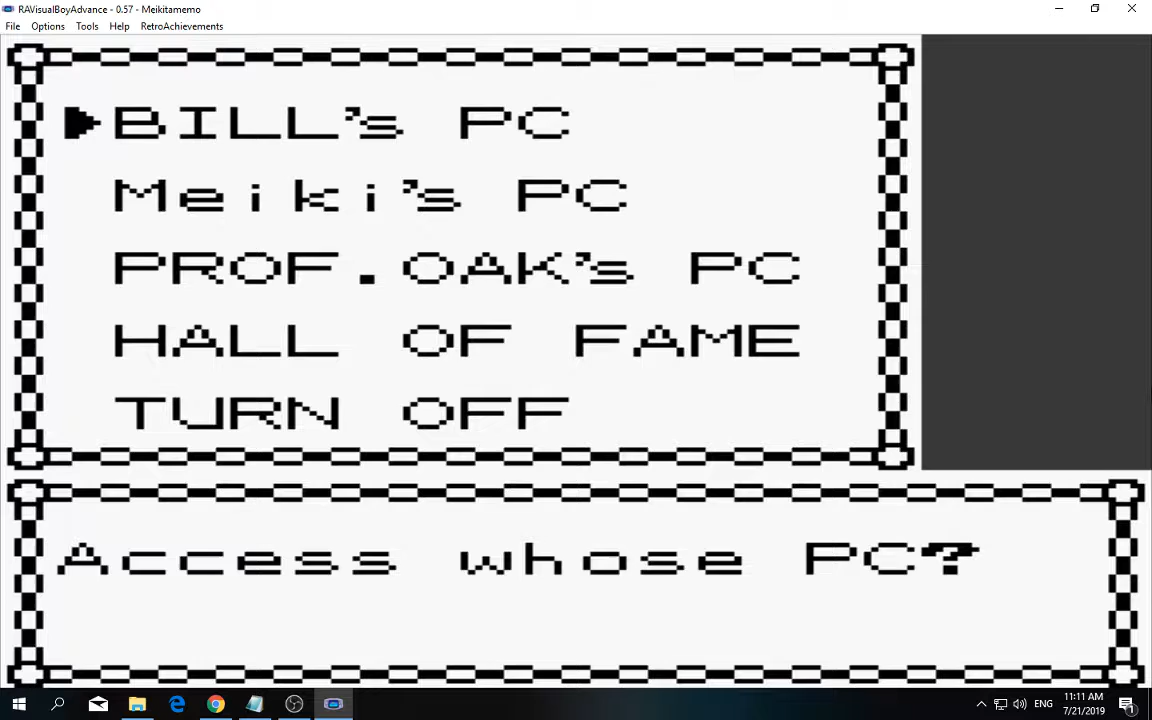 RAVisualBoyAdvance - 0.57 - Meikitamemo
File Options Tools Help RetroAchievements
BILL's PC
Meiki's PC
PROF.OAK's PC
HALL OF FAME
TURN OFF
Access whose PC?
ENG
11:11 AM
7/21/2019
1